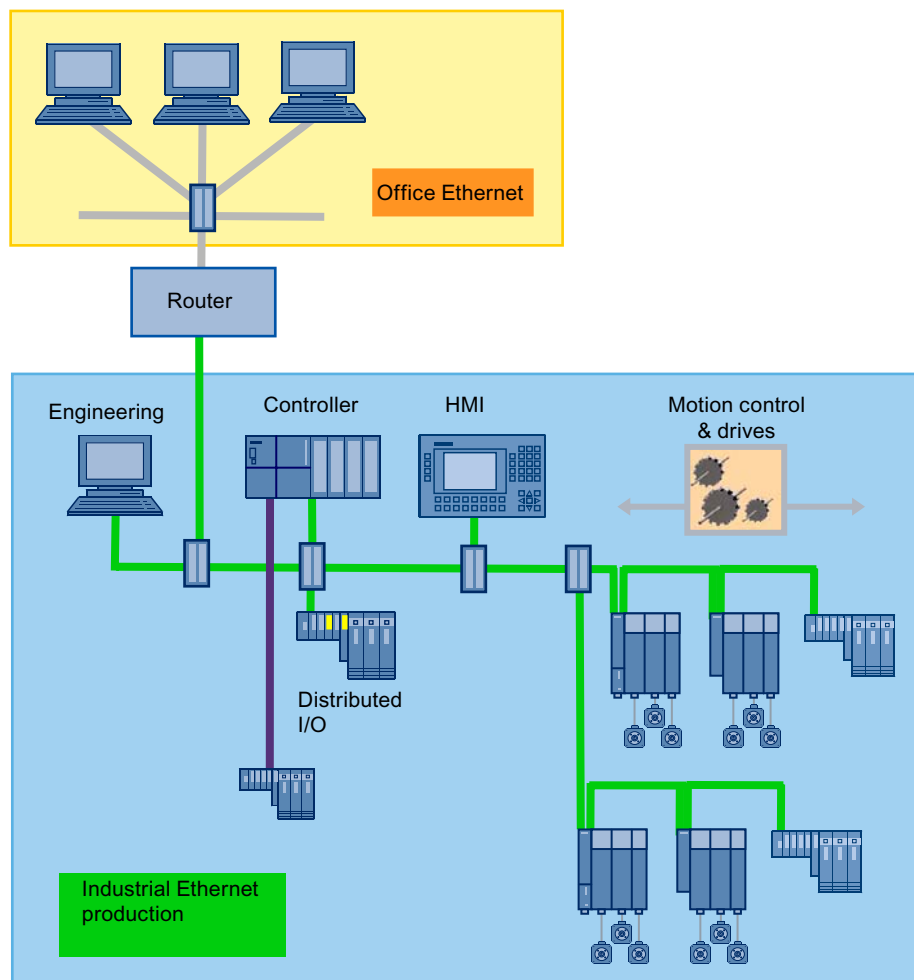 Office Ethernet
Router
Engineering
Controller
HMI
Motion control
& drives
Distributed
I/O
Industrial Ethernet
production